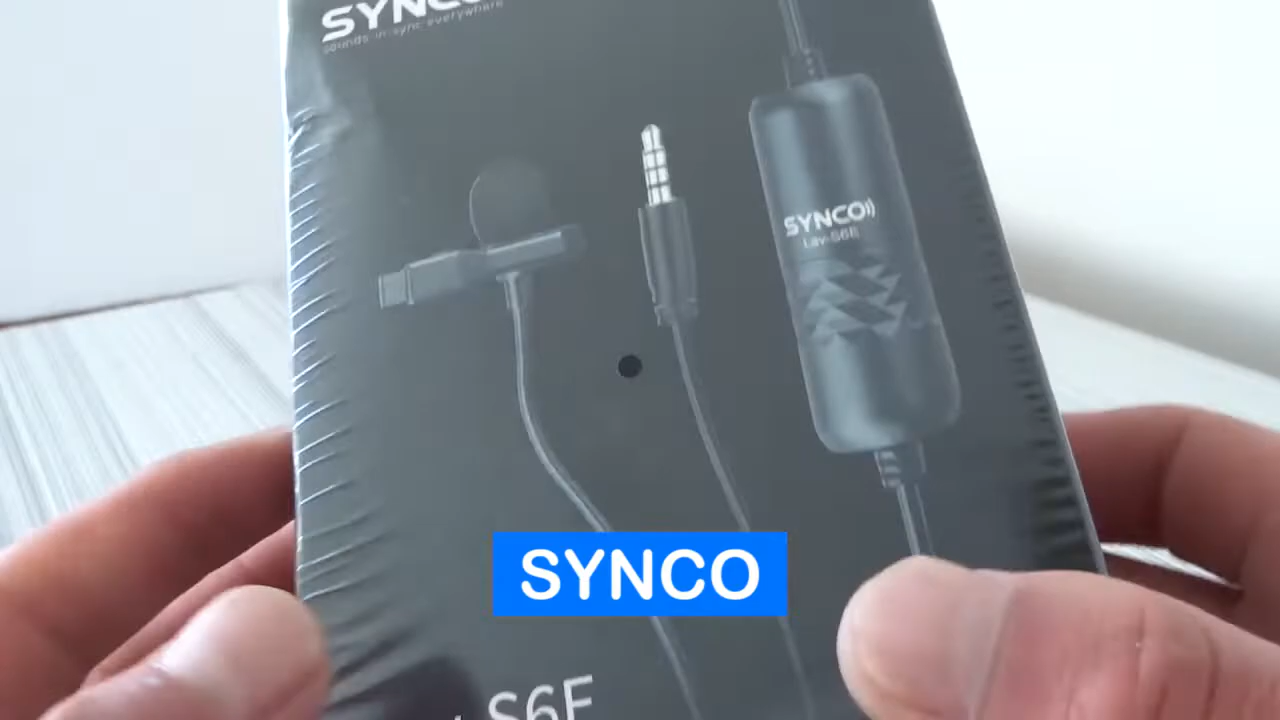 SYNCO
sounds in sync everywhere
SYNCO
Lav-S6E
SYNCO
S6E